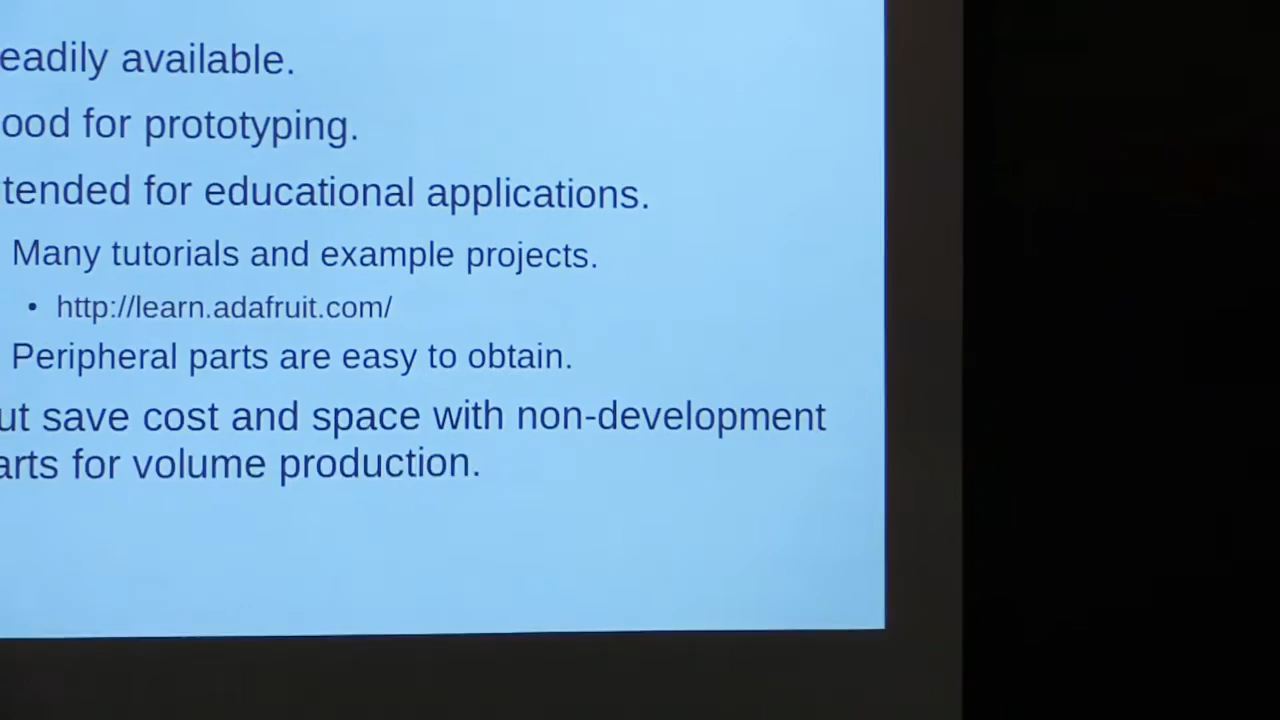 eadily available.
ood for prototyping.
tended for educational applications.
Many tutorials and example projects.
• http://learn.adafruit.com/
Peripheral parts are easy to obtain.
ut save cost and space with non-development
arts for volume production.